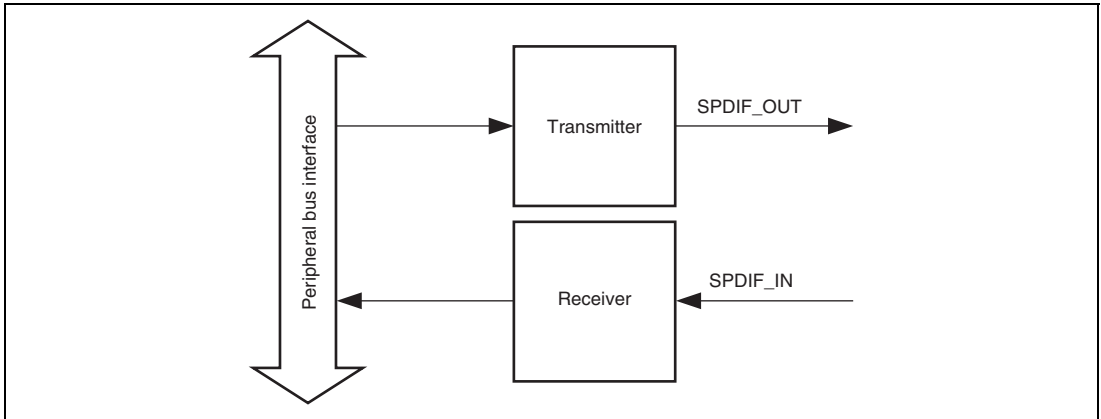 Peripheral bus interface
Transmitter
SPDIF_OUT
Receiver
SPDIF_IN